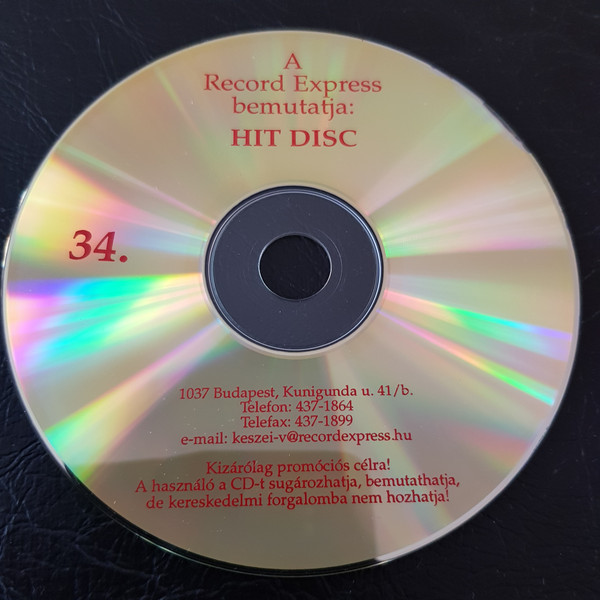 A
Record Express
bemutatja:
HIT DISC
34.
1037 Budapest, Kunigunda u. 41/b.
Telefon: 437-1864
Telefax: 437-1899
e-mail: keszei-v@recordexpress.hu
Kizárólag promóciós célra!
A használó a CD-t sugározhatja, bemutathatja,
de kereskedelmi forgalomba nem hozhatja!